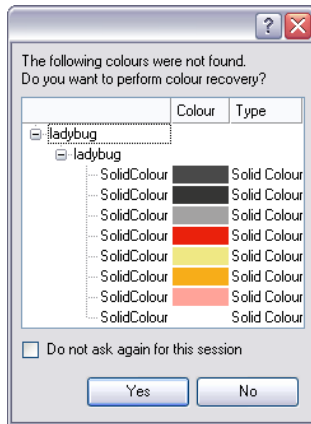 ?
The following colours were not found.
Do you want to perform colour recovery?
Colour Type
ladybug
ladybug
SolidColour Solid Colour
SolidColour Solid Colour
SolidColour Solid Colour
SolidColour Solid Colour
SolidColour Solid Colour
SolidColour Solid Colour
SolidColour Solid Colour
SolidColour Solid Colour
Do not ask again for this session
Yes No